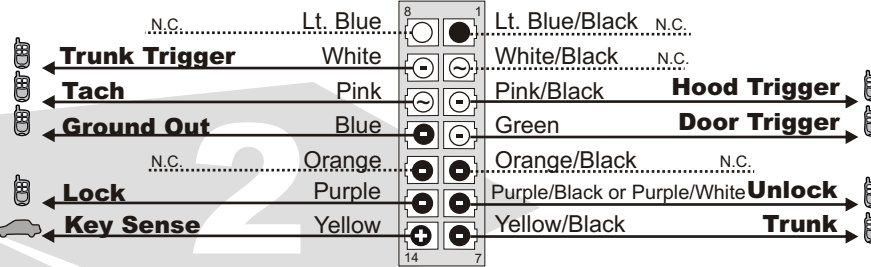 8 1
N.C. Lt. Blue Lt. Blue/Black N.C.
Trunk Trigger White White/Black N.C.
Tach Pink Pink/Black Hood Trigger
Ground Out Blue Green Door Trigger
N.C. Orange Orange/Black N.C.
Lock Purple Purple/Black or Purple/White Unlock
Key Sense Yellow Yellow/Black Trunk
14 7
2